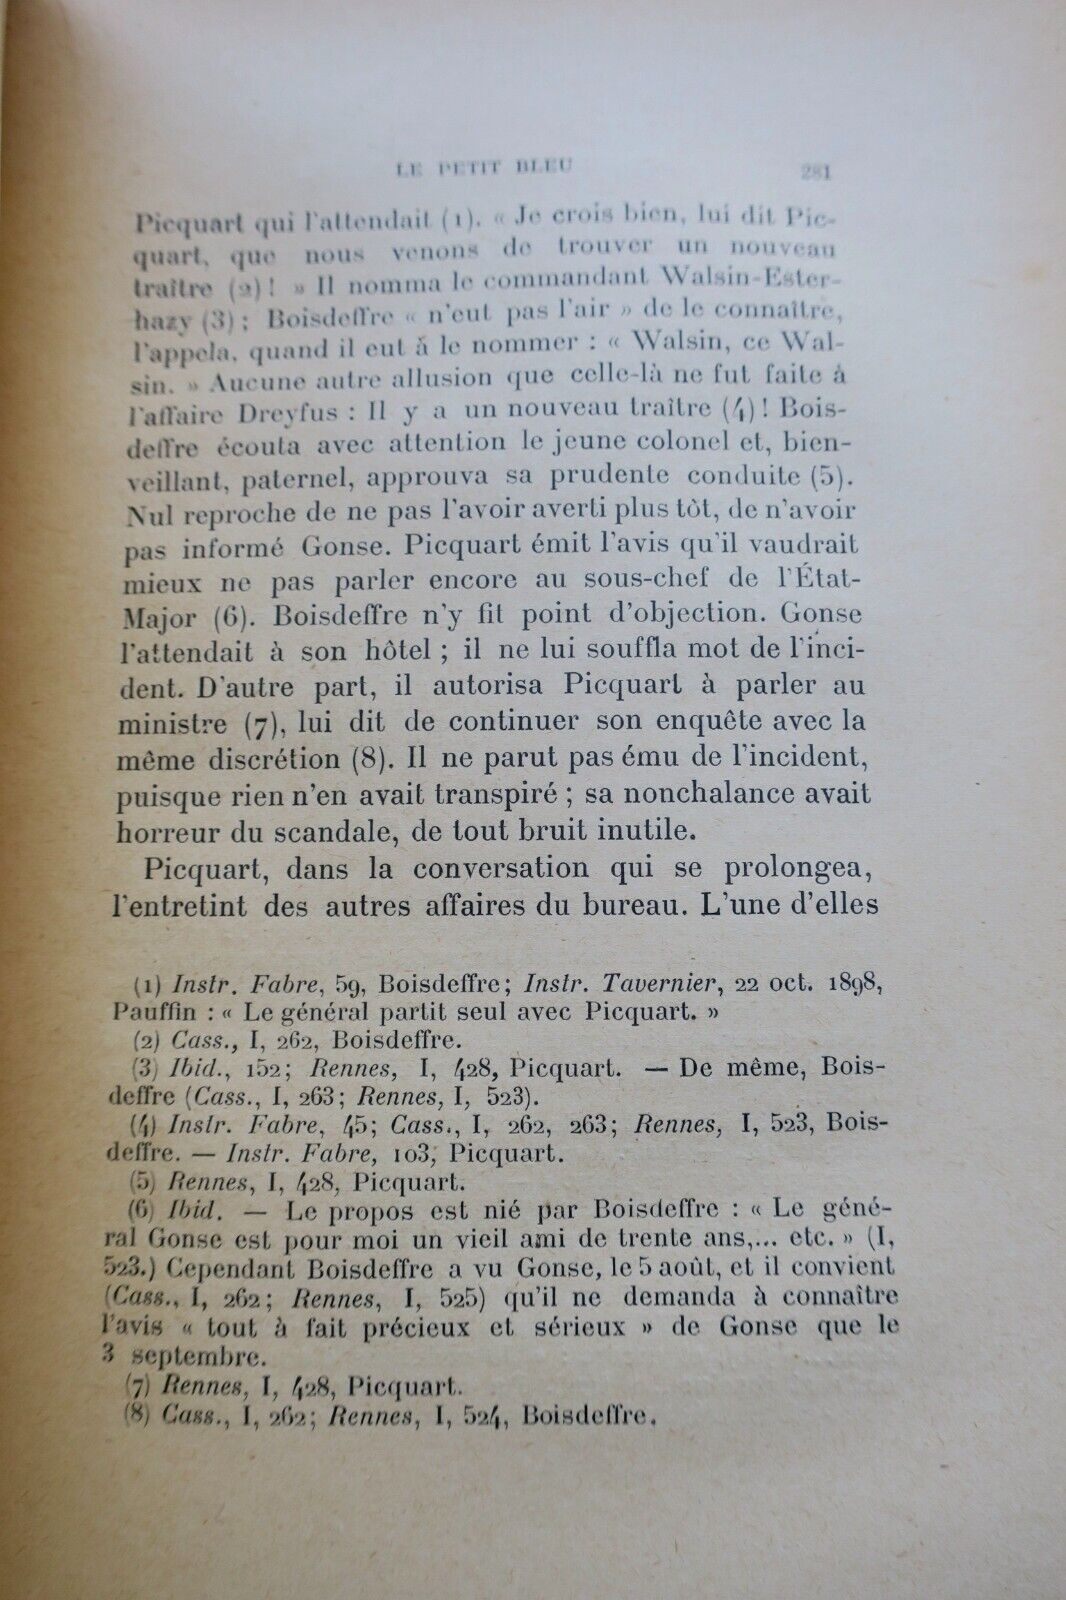 LE PETIT BLEU 281
Picquart qui l'attendait (1). « Je crois bien, lui dit Pic-
quart, que nous venons de trouver un nouveau
traître (2)! » Il nomma le commandant Walsin-Ester-
hazy (3); Boisdeffre « n'eut pas l'air » de le connaître,
l'appela, quand il eut à le nommer : « Walsin, ce Wal-
sin. » Aucune autre allusion que celle-là ne fut faite à
l'affaire Dreyfus : Il y a un nouveau traître (4)! Bois-
deffre écouta avec attention le jeune colonel et, bien-
veillant, paternel, approuva sa prudente conduite (5).
Nul reproche de ne pas l'avoir averti plus tôt, de n'avoir
pas informé Gonse. Picquart émit l'avis qu'il vaudrait
mieux ne pas parler encore au sous-chef de l'État-
Major (6). Boisdeffre n'y fit point d'objection. Gonse
l'attendait à son hôtel ; il ne lui souffla mot de l'inci-
dent. D'autre part, il autorisa Picquart à parler au
ministre (7), lui dit de continuer son enquête avec la
même discrétion (8). Il ne parut pas ému de l'incident,
puisque rien n'en avait transpiré ; sa nonchalance avait
horreur du scandale, de tout bruit inutile.
Picquart, dans la conversation qui se prolongea,
l'entretint des autres affaires du bureau. L'une d'elles
(1) Instr. Fabre, 59, Boisdeffre; Instr. Tavernier, 22 oct. 1898,
Pauffin : « Le général partit seul avec Picquart. »
(2) Cass., I, 262, Boisdeffre.
(3) Ibid., 152; Rennes, I, 428, Picquart. — De même, Bois-
deffre (Cass., I, 263; Rennes, I, 523).
(4) Instr. Fabre, 45; Cass., I, 262, 263; Rennes, I, 523, Bois-
deffre. — Instr. Fabre, 103, Picquart.
(5) Rennes, I, 428, Picquart.
(6) Ibid. — Le propos est nié par Boisdeffre : « Le géné-
ral Gonse est pour moi un vieil ami de trente ans,... etc. » (I,
523.) Cependant Boisdeffre a vu Gonse, le 5 août, et il convient
(Cass., I, 262; Rennes, I, 525) qu'il ne demanda à connaître
l'avis « tout à fait précieux et sérieux » de Gonse que le
3 septembre.
(7) Rennes, I, 428, Picquart.
(8) Cass., I, 262; Rennes, I, 524, Boisdeffre.